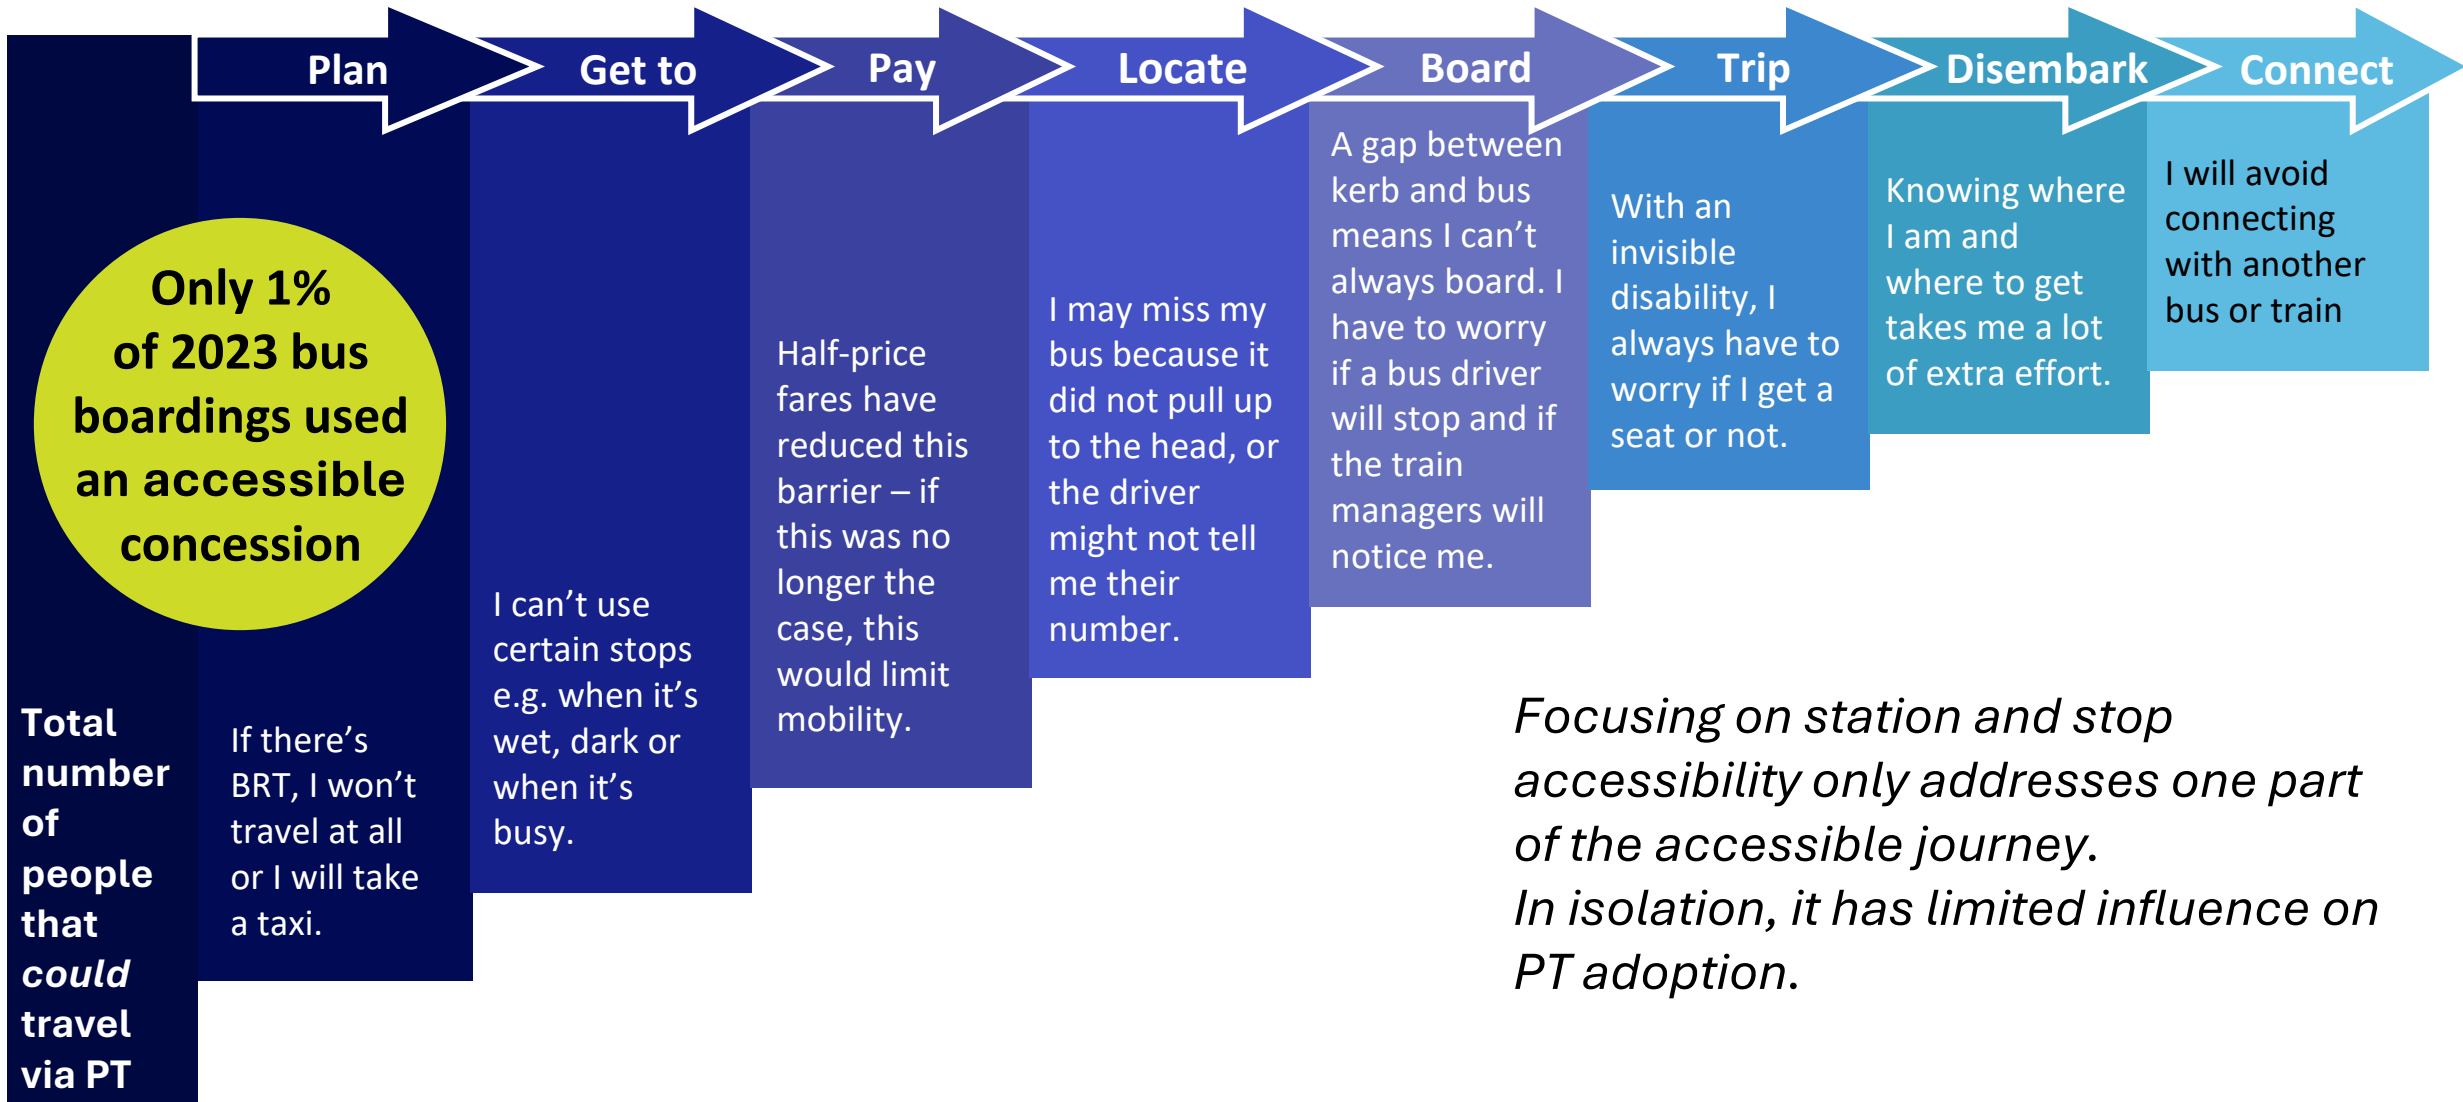 Plan
Get to
Pay
Locate
Board
Trip
Disembark
Connect
Only 1%
of 2023 bus
boardings used
an accessible
concession
Total
number
of
people
that
could
travel
via PT
If there's
BRT, I won't
travel at all
or I will take
a taxi.
I can't use
certain stops
e.g. when it's
wet, dark or
when it's
busy.
Half-price
fares have
reduced this
barrier – if
this was no
longer the
case, this
would limit
mobility.
I may miss my
bus because it
did not pull up
to the head, or
the driver
might not tell
me their
number.
A gap between
kerb and bus
means I can't
always board. I
have to worry
if a bus driver
will stop and if
the train
managers will
notice me.
With an
invisible
disability, I
always have to
worry if I get a
seat or not.
Knowing where
I am and
where to get
takes me a lot
of extra effort.
I will avoid
connecting
with another
bus or train
Focusing on station and stop
accessibility only addresses one part
of the accessible journey.
In isolation, it has limited influence on
PT adoption.